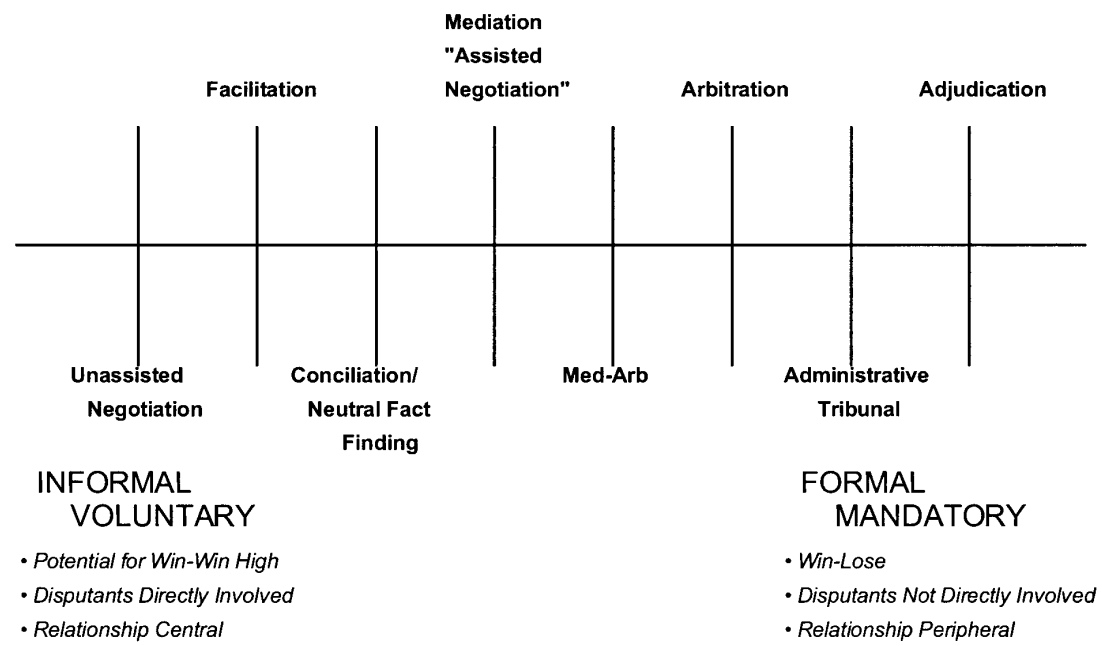 Mediation
"Assisted
Negotiation"
Facilitation
Arbitration
Adjudication
Unassisted
Negotiation
Conciliation/
Neutral Fact
Finding
Med-Arb
Administrative
Tribunal
INFORMAL
VOLUNTARY
• Potential for Win-Win High
• Disputants Directly Involved
• Relationship Central
FORMAL
MANDATORY
• Win-Lose
• Disputants Not Directly Involved
• Relationship Peripheral